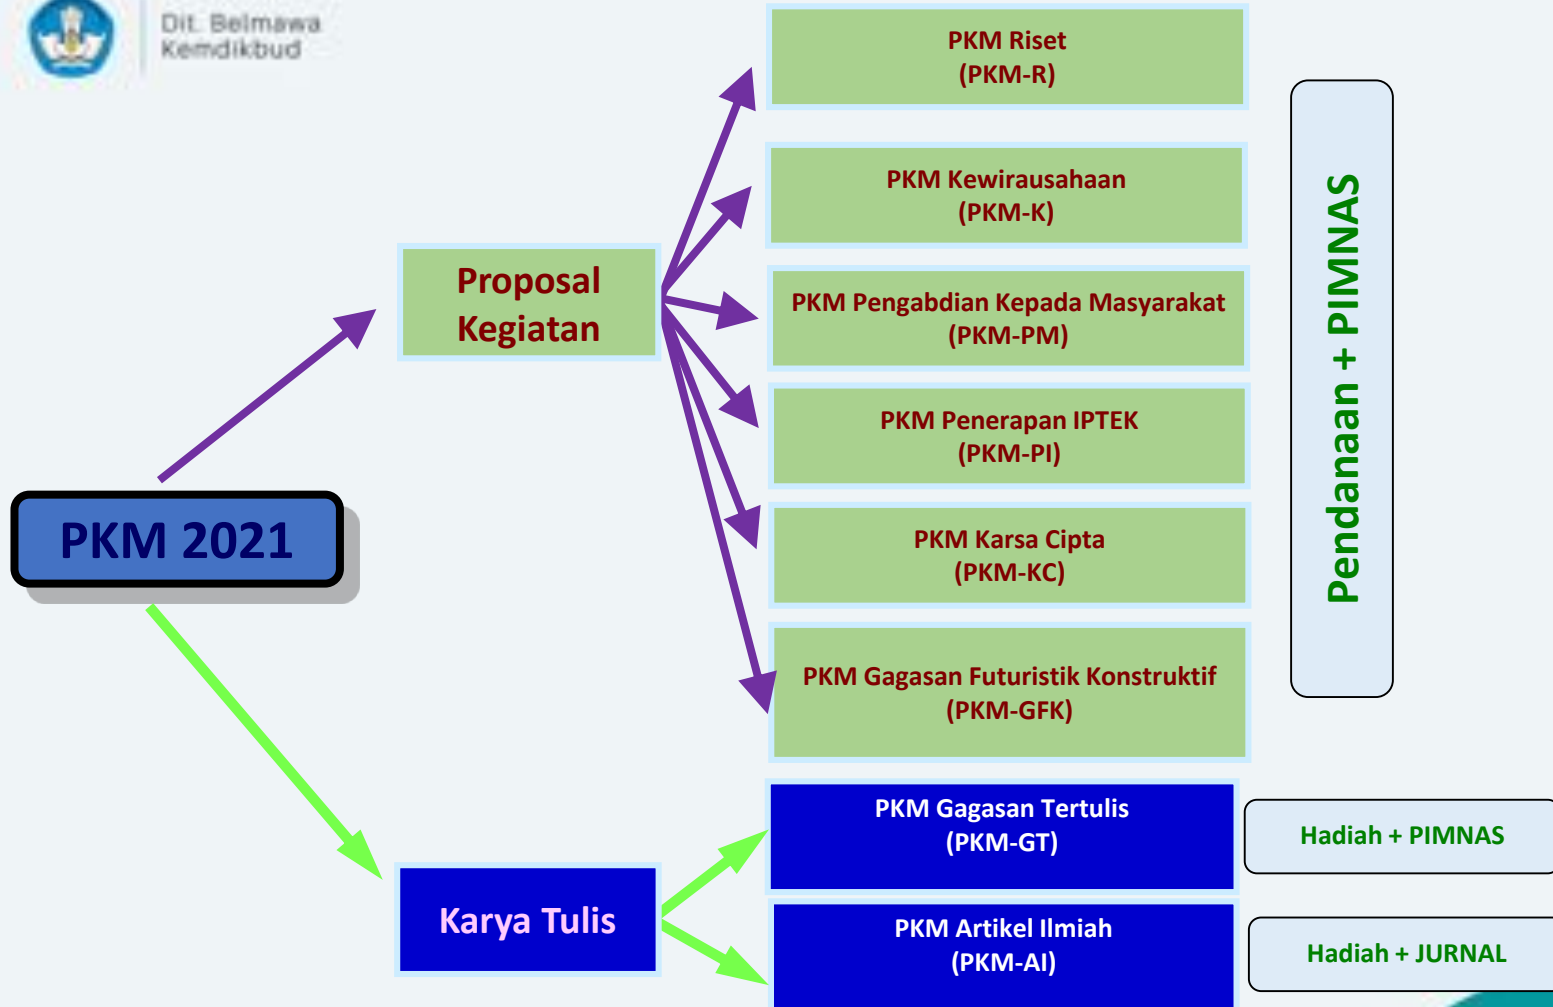 Dit. Belmawa
Kemdikbud
PKM 2021
Proposal
Kegiatan
PKM Riset
(PKM-R)
PKM Kewirausahaan
(PKM-K)
PKM Pengabdian Kepada Masyarakat
(PKM-PM)
PKM Penerapan IPTEK
(PKM-PI)
PKM Karsa Cipta
(PKM-KC)
PKM Gagasan Futuristik Konstruktif
(PKM-GFK)
Pendanaan + PIMNAS
Karya Tulis
PKM Gagasan Tertulis
(PKM-GT)
Hadiah + PIMNAS
PKM Artikel Ilmiah
(PKM-AI)
Hadiah + JURNAL